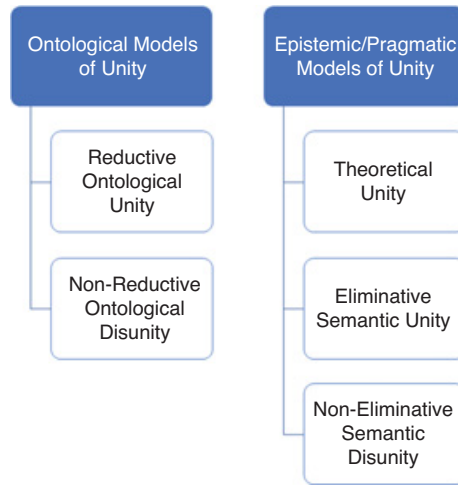 Ontological Models
of Unity
Reductive
Ontological
Unity
Non-Reductive
Ontological
Disunity
Epistemic/Pragmatic
Models of Unity
Theoretical
Unity
Eliminative
Semantic Unity
Non-Eliminative
Semantic
Disunity